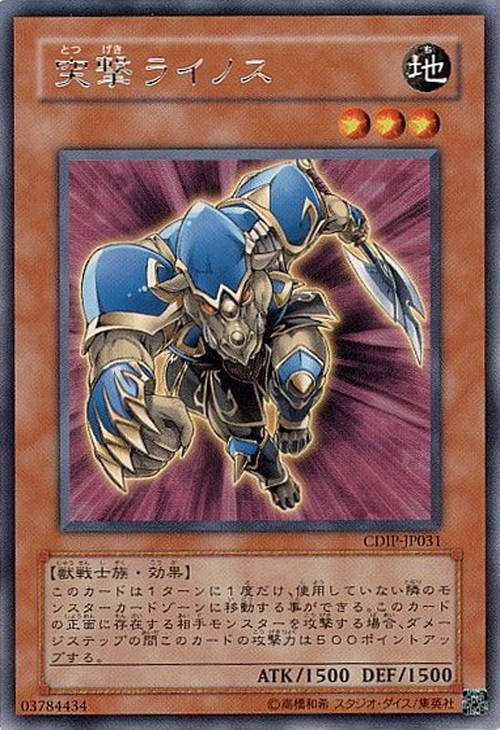 とつ げき
突撃ライノス
ち
地
CDIP-JP031
【獣戦士族・効果】
このカードは1ターンに1度だけ、使用していない隣のモ
ンスターカードゾーンに移動する事ができる。このカード
の正面に存在する相手モンスターを攻撃する場合、ダメー
ジステップの間このカードの攻撃力は500ポイントアッ
プする。
ATK/1500 DEF/1500
03784434
©高橋和希 スタジオ・ダイス/集英社